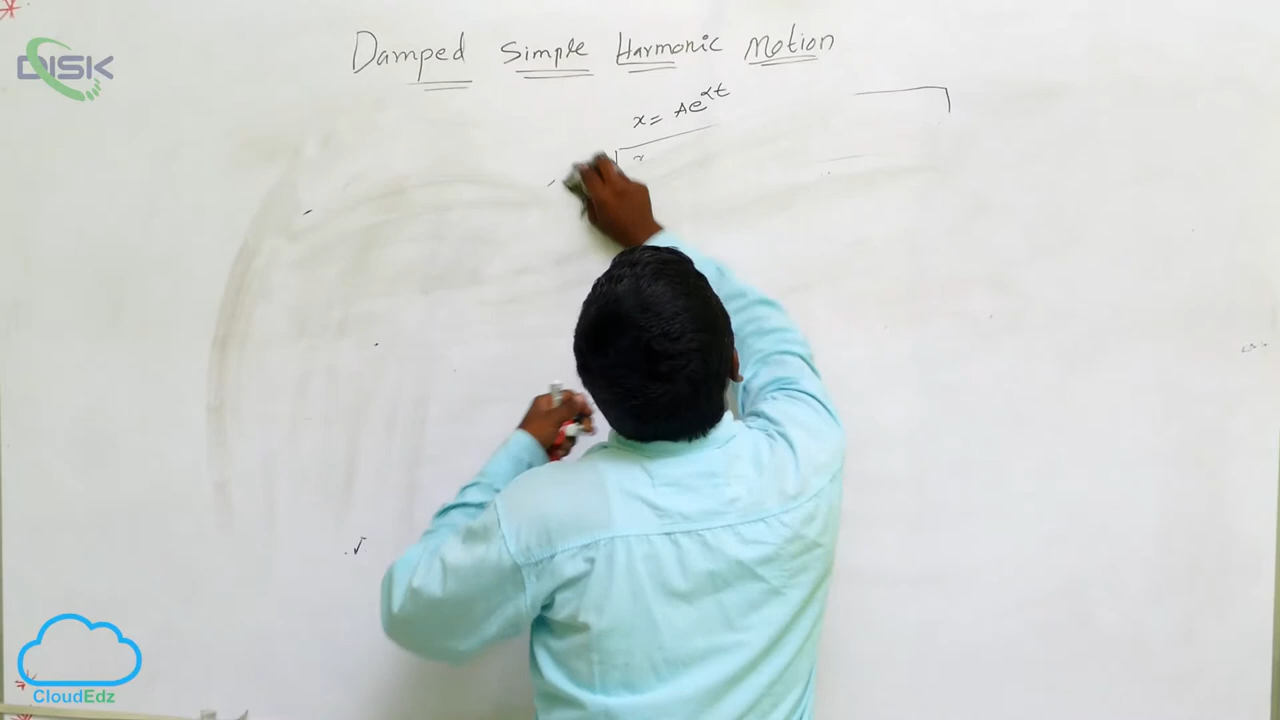 Damped Simple Harmonic Motion
DISK
x = Ae^{αt}
CloudEdz